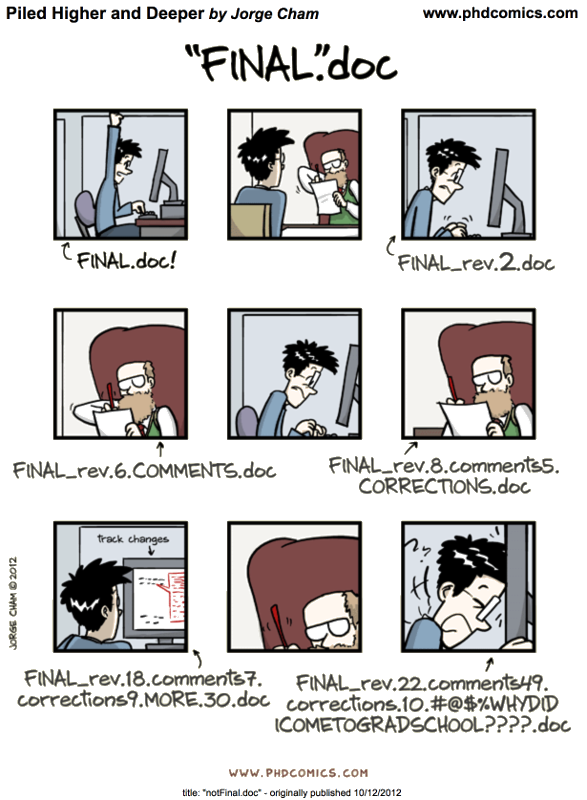 Piled Higher and Deeper by Jorge Cham
www.phdcomics.com
"FINAL".doc
FINAL.doc!
FINAL_rev.2.doc
FINAL_rev.6.COMMENTS.doc
FINAL_rev.8.comments5.
CORRECTIONS.doc
JORGE CHAM © 2012
track changes
FINAL_rev.18.comments7.
corrections9.MORE.30.doc
FINAL_rev.22.comments49.
corrections.10.#@$%WHYDID
ICOMETOGRADSCHOOL????.doc
WWW.PHDCOMICS.COM
title: "notFinal.doc" - originally published 10/12/2012